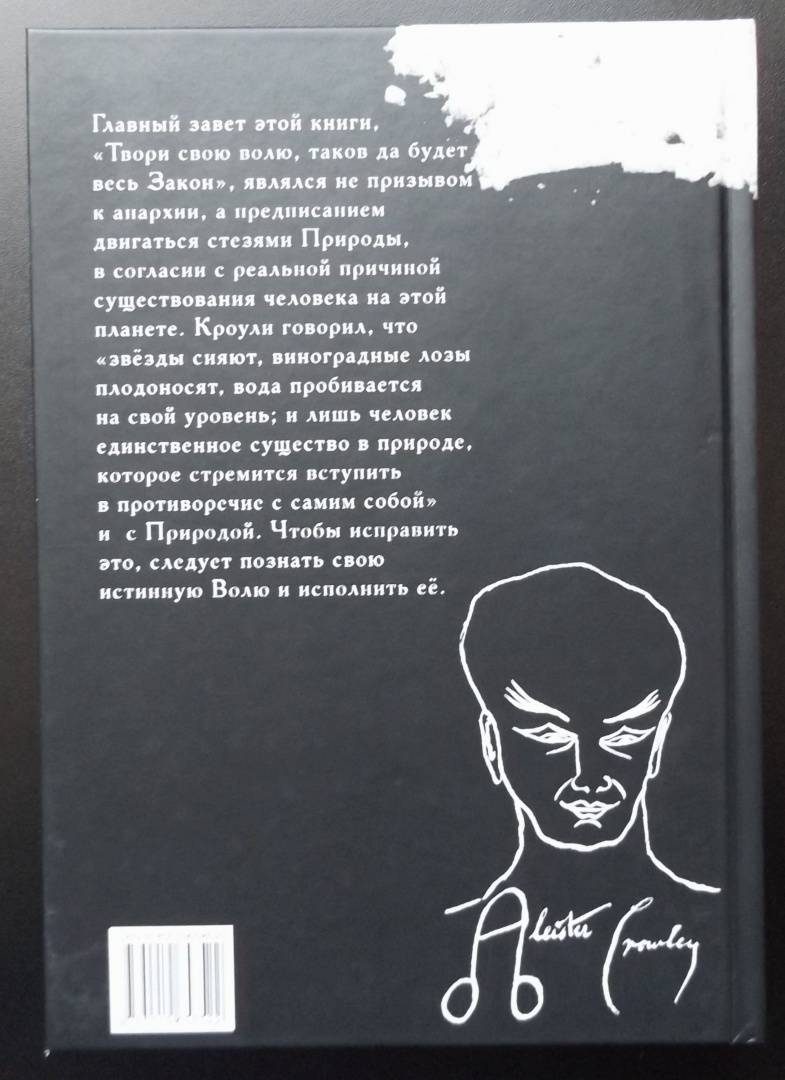 Главный завет этой книги,
«Твори свою волю, таков да будет
весь Закон», являлся не призывом
к анархии, а предписанием
двигаться стезями Природы,
в согласии с реальной причиной
существования человека на этой
планете. Кроули говорил, что
«звёзды сияют, виноградные лозы
плодоносят, вода пробивается
на свой уровень; и лишь человек
единственное существо в природе,
которое стремится вступить
в противоречие с самим собой»
и с Природой. Чтобы исправить
это, следует познать свою
истинную Волю и исполнить её.
Aleister Crowley